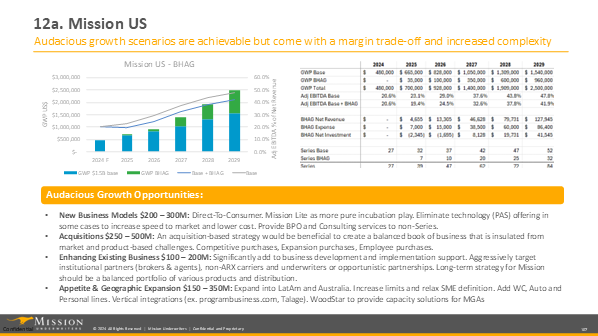 12a. Mission US
Audacious growth scenarios are achievable but come with a margin trade-off and increased complexity
Mission US - BHAG
$3,000,000
$2,500,000
$2,000,000
$1,500,000
$1,000,000
$500,000
$-
GWP US$
60.0%
50.0%
40.0%
30.0%
20.0%
10.0%
0.0%
Adj EBITDA % of Net Revenue
2024 F 2025 2026 2027 2028 2029
GWP $1.5B base GWP BHAG Base + BHAG Base
2024 2025 2026 2027 2028 2029
GWP Base $ 480,000 $ 665,000 $ 820,000 $ 1,050,000 $ 1,309,000 $ 1,540,000
GWP BHAG $ - $ 35,000 $ 100,000 $ 350,000 $ 600,000 $ 960,000
GWP Total $ 480,000 $ 700,000 $ 920,000 $ 1,400,000 $ 1,909,000 $ 2,500,000
Adj EBITDA Base 20.6% 23.1% 29.0% 37.6% 43.8% 47.8%
Adj EBITDA Base + BHAG 20.6% 19.4% 24.5% 32.6% 37.8% 41.9%
BHAG Net Revenue $ - $ 4,655 $ 13,305 $ 46,628 $ 79,731 $ 127,945
BHAG Expense $ - $ 7,000 $ 15,000 $ 38,500 $ 60,000 $ 86,400
BHAG Net Investment $ - $ (2,345) $ (1,695) $ 8,128 $ 19,731 $ 41,545
Series Base 27 32 37 42 47 52
Series BHAG 7 10 20 25 32
Series Total 27 39 47 62 72
Audacious Growth Opportunities:
• New Business Models $200 – 300M: Direct-To-Consumer. Mission Lite as more pure incubation play. Eliminate technology (PAS) offering in
some cases to increase speed to market and lower cost. Provide BPO and Consulting services to non-Series.
• Acquisitions $250 – 500M: An acquisition-based strategy would be beneficial to create a balanced book of business that is insulated from
market and product-based challenges. Competitive purchases, Expansion purchases, Employee purchases.
• Enhancing Existing Business $100 – 200M: Significantly add to business development and implementation support. Aggressively target
institutional partners (brokers & agents), non-ARX carriers and underwriters or opportunistic partnerships. Long-term strategy for Mission
should be a balanced portfolio of various products and distribution.
• Appetite & Geographic Expansion $150 – 350M: Expand into LatAm and Australia. Increase limits and relax SME definition. Add WC, Auto and
Personal lines. Vertical integrations (ex. programbusiness.com, Talage). WoodStar to provide capacity solutions for MGAs
Confidential
MISSION
UNDERWRITERS
© 2024 All Rights Reserved | Mission Underwriters | Confidential and Proprietary